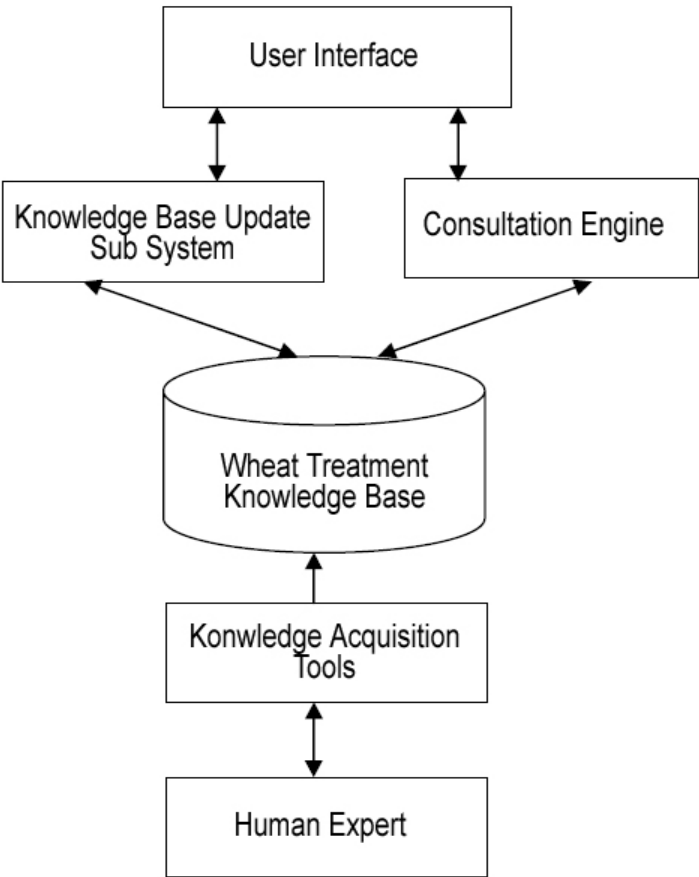 User Interface
Knowledge Base Update
Sub System
Consultation Engine
Wheat Treatment
Knowledge Base
Konwledge Acquisition
Tools
Human Expert